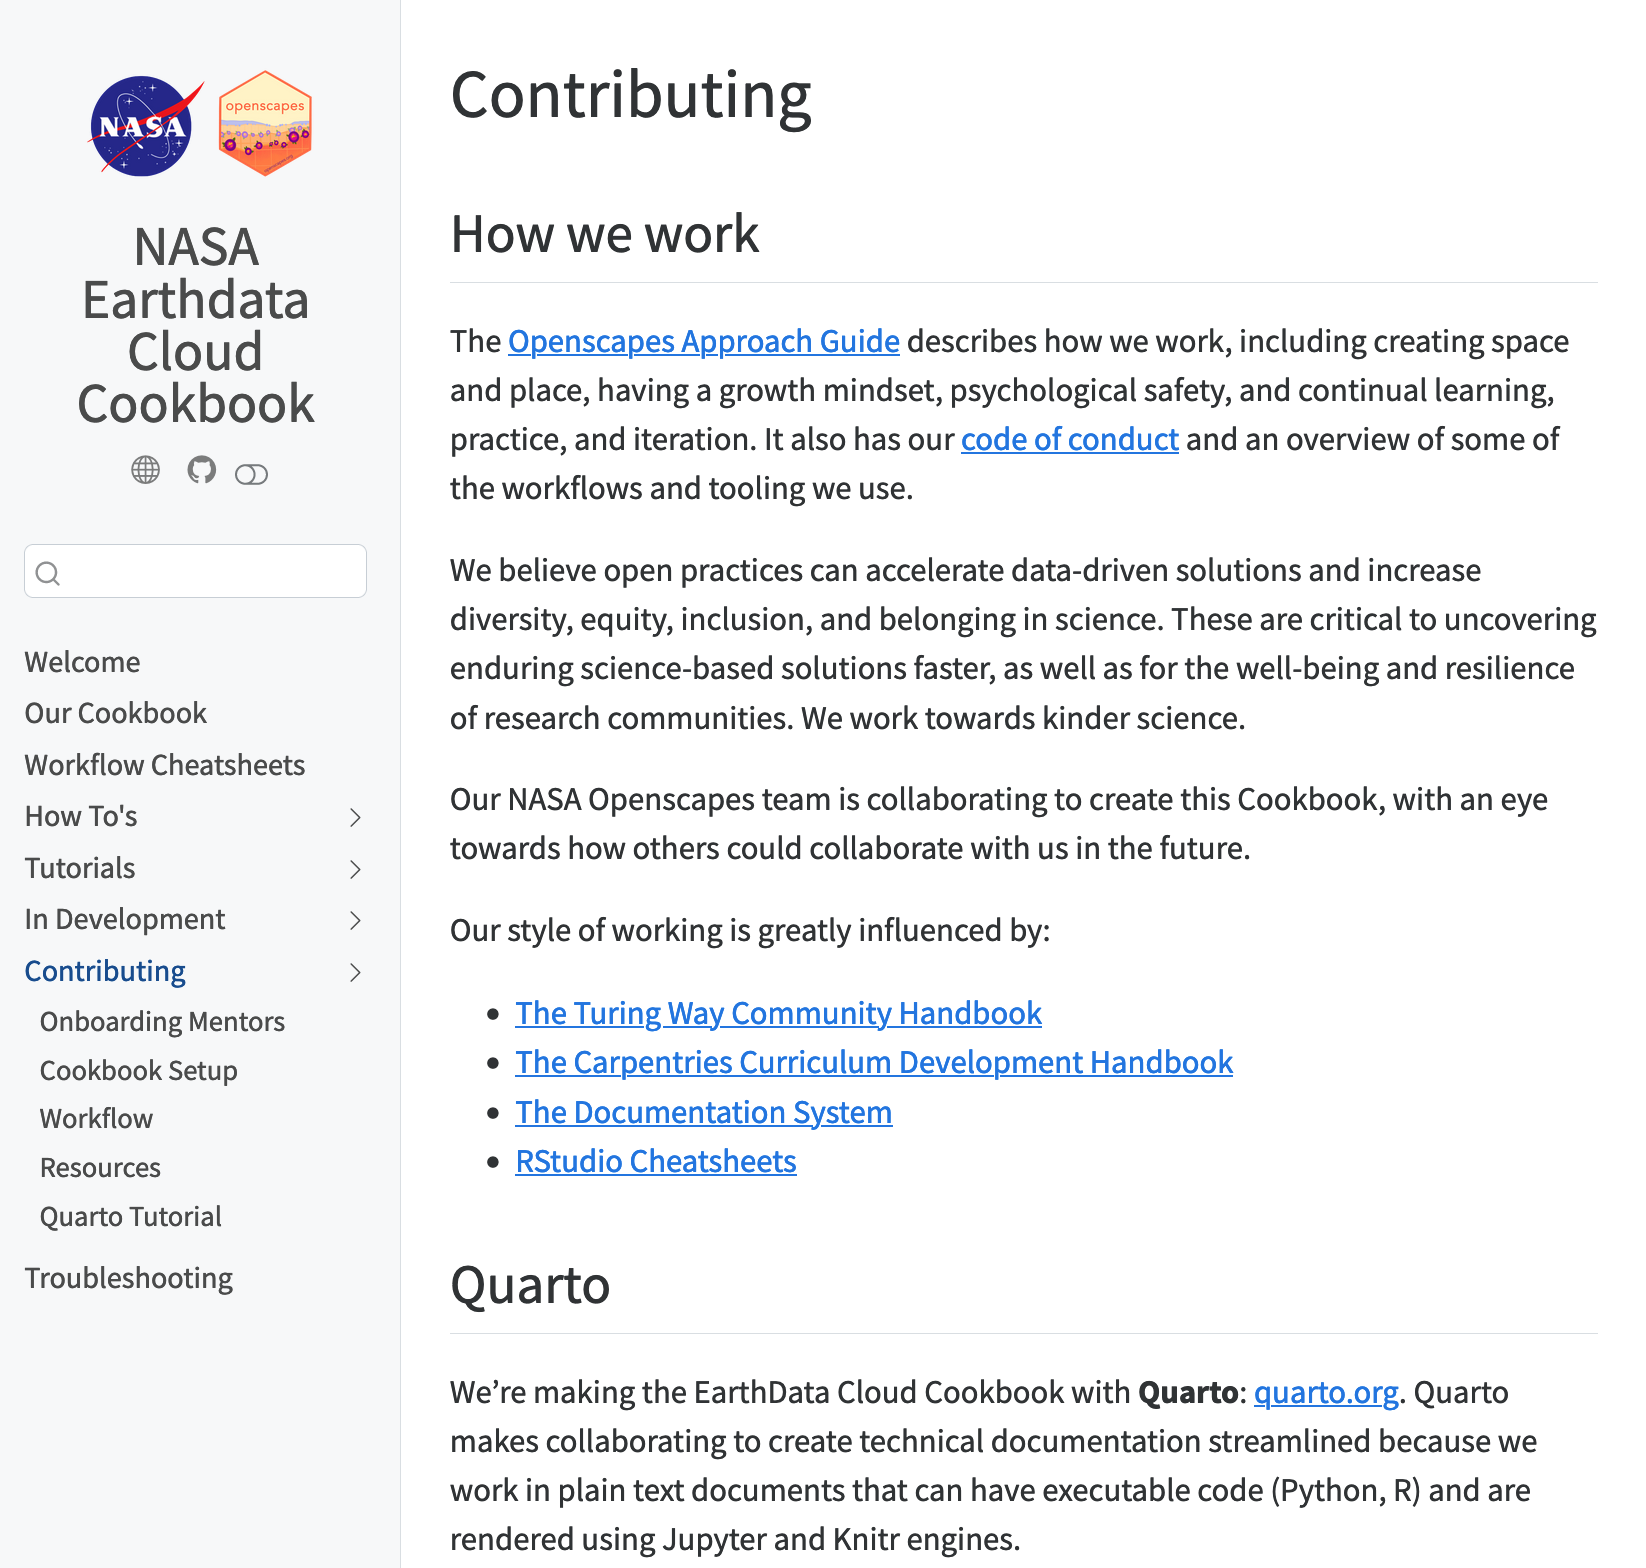 NASA
openscapes
NASA
Earthdata
Cloud
Cookbook
Welcome
Our Cookbook
Workflow Cheatsheets
How To's
Tutorials
In Development
Contributing
Onboarding Mentors
Cookbook Setup
Workflow
Resources
Quarto Tutorial
Troubleshooting
Contributing
How we work
The Openscapes Approach Guide describes how we work, including creating space
and place, having a growth mindset, psychological safety, and continual learning,
practice, and iteration. It also has our code of conduct and an overview of some of
the workflows and tooling we use.
We believe open practices can accelerate data-driven solutions and increase
diversity, equity, inclusion, and belonging in science. These are critical to uncovering
enduring science-based solutions faster, as well as for the well-being and resilience
of research communities. We work towards kinder science.
Our NASA Openscapes team is collaborating to create this Cookbook, with an eye
towards how others could collaborate with us in the future.
Our style of working is greatly influenced by:
• The Turing Way Community Handbook
• The Carpentries Curriculum Development Handbook
• The Documentation System
• RStudio Cheatsheets
Quarto
We’re making the EarthData Cloud Cookbook with Quarto: quarto.org. Quarto
makes collaborating to create technical documentation streamlined because we
work in plain text documents that can have executable code (Python, R) and are
rendered using Jupyter and Knitr engines.